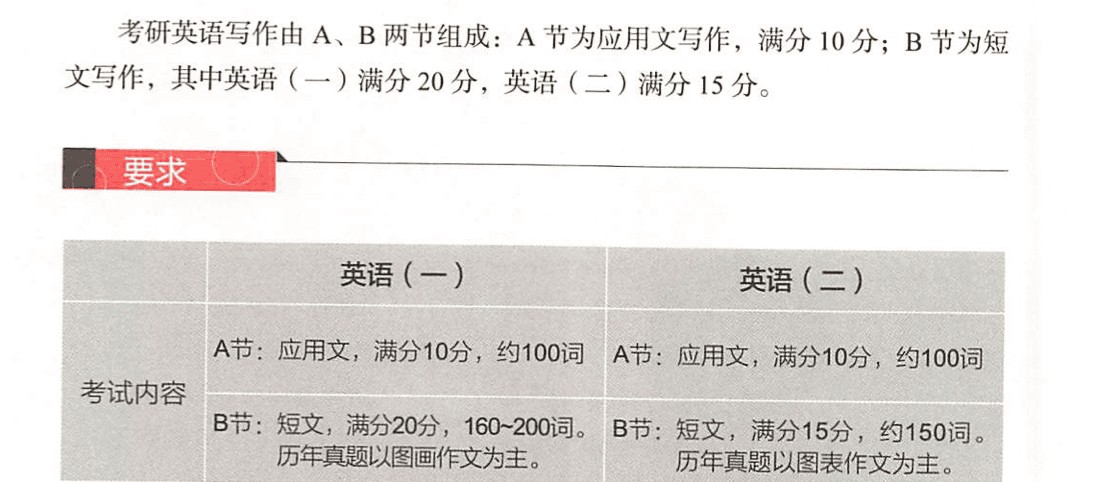 考研英语写作由 A、B 两节组成：A 节为应用文写作，满分 10 分；B 节为短
文写作，其中英语（一）满分 20 分，英语（二）满分 15 分。
要求
英语（一）
英语（二）
考试内容
A节：应用文，满分10分，约100词
A节：应用文，满分10分，约100词
B节：短文，满分20分，160~200词。
历年真题以图画作文为主。
B节：短文，满分15分，约150词。
历年真题以图表作文为主。